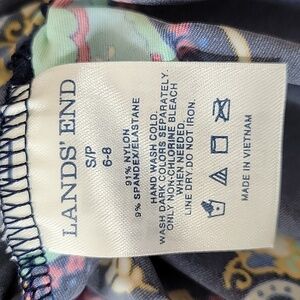 LANDS' END
S/P
6-8
91% NYLON
9% SPANDEX/ELASTANE
HAND WASH COLD.
WASH DARK COLORS SEPARATELY.
ONLY NON-CHLORINE BLEACH
WHEN NEEDED.
LINE DRY.DO NOT IRON.
MADE IN VIETNAM